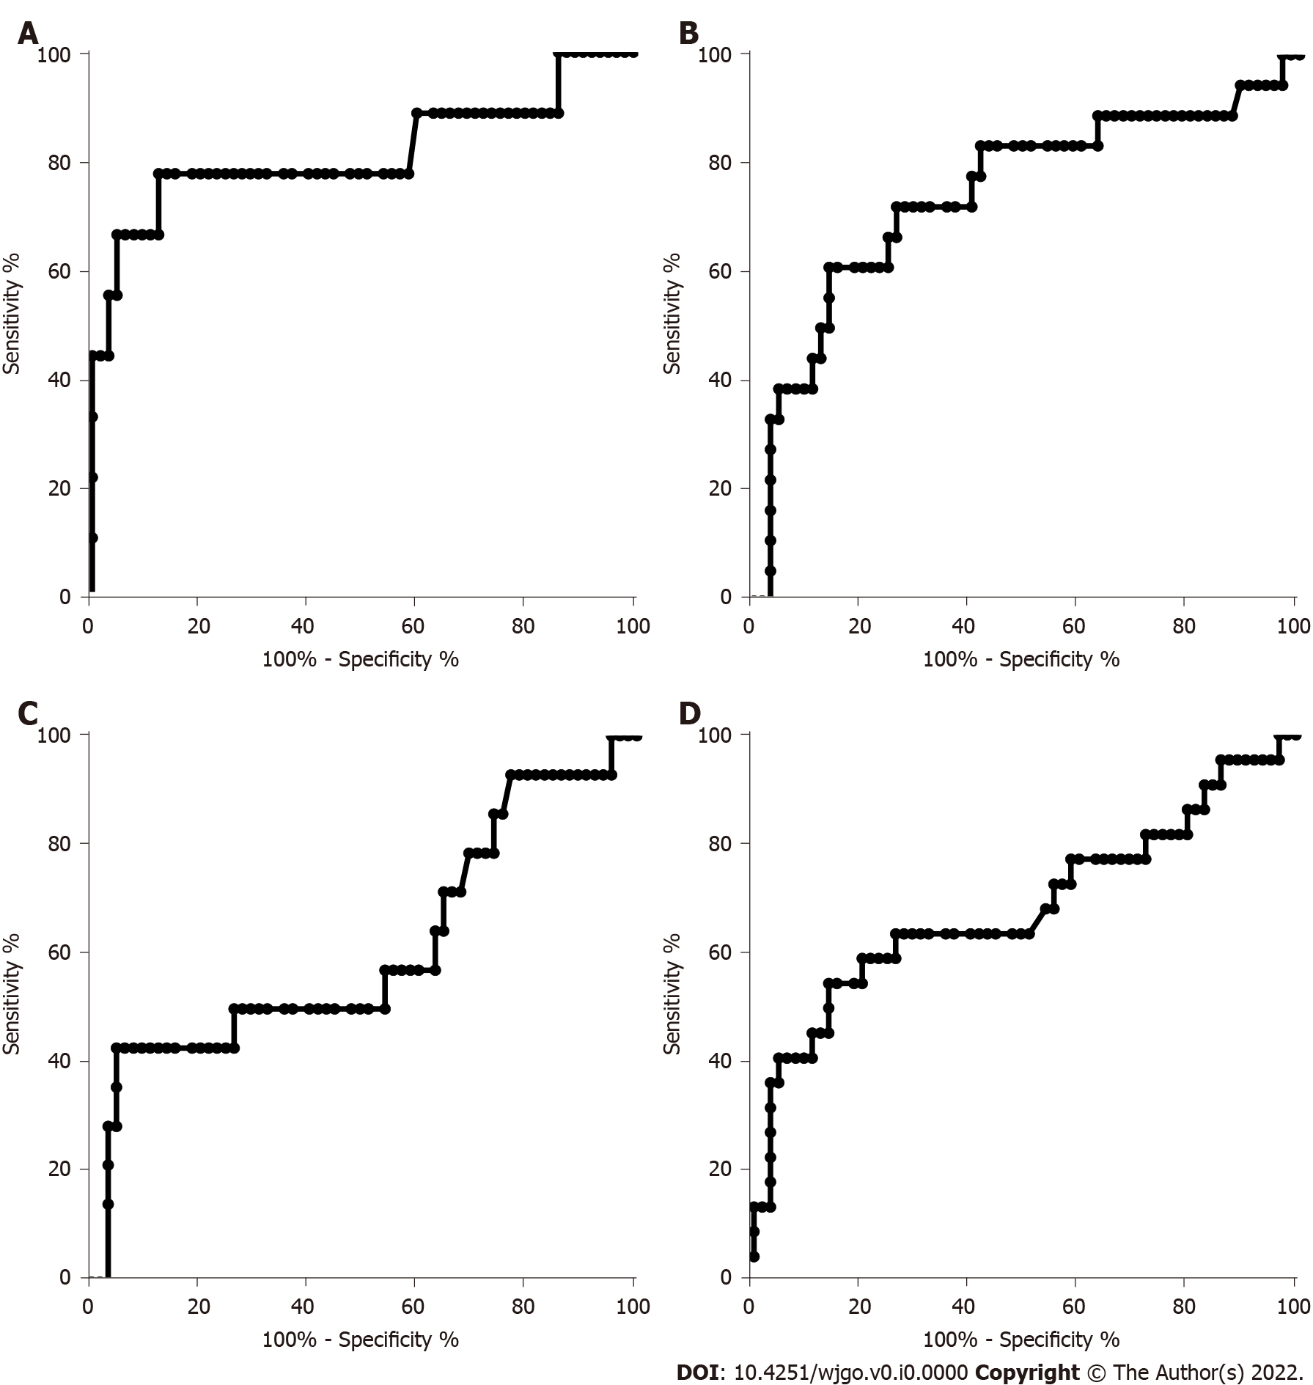 A
100
80
60
40
20
0
Sensitivity %
0 20 40 60 80 100
100% - Specificity %
B
100
80
60
40
20
0
Sensitivity %
0 20 40 60 80 100
100% - Specificity %
C
100
80
60
40
20
0
Sensitivity %
0 20 40 60 80 100
100% - Specificity %
D
100
80
60
40
20
0
Sensitivity %
0 20 40 60 80 100
100% - Specificity %
DOI: 10.4251/wjgo.v0.i0.0000 Copyright © The Author(s) 2022.